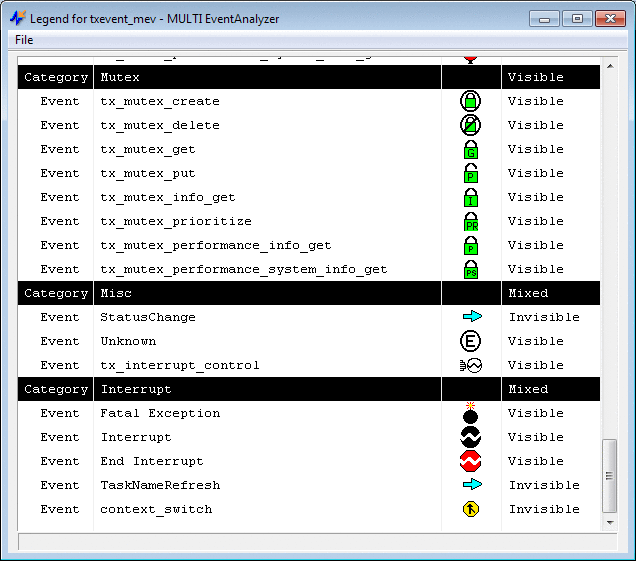 Legend for txevent_mev - MULTI EventAnalyzer
File
Category Mutex Visible
Event tx_mutex_create Visible
Event tx_mutex_delete Visible
Event tx_mutex_get G Visible
Event tx_mutex_put P Visible
Event tx_mutex_info_get I Visible
Event tx_mutex_prioritize PR Visible
Event tx_mutex_performance_info_get P Visible
Event tx_mutex_performance_system_info_get PS Visible
Category Misc Mixed
Event StatusChange Invisible
Event Unknown E Visible
Event tx_interrupt_control Visible
Category Interrupt Mixed
Event Fatal Exception Visible
Event Interrupt Visible
Event End Interrupt Visible
Event TaskNameRefresh Invisible
Event context_switch Invisible